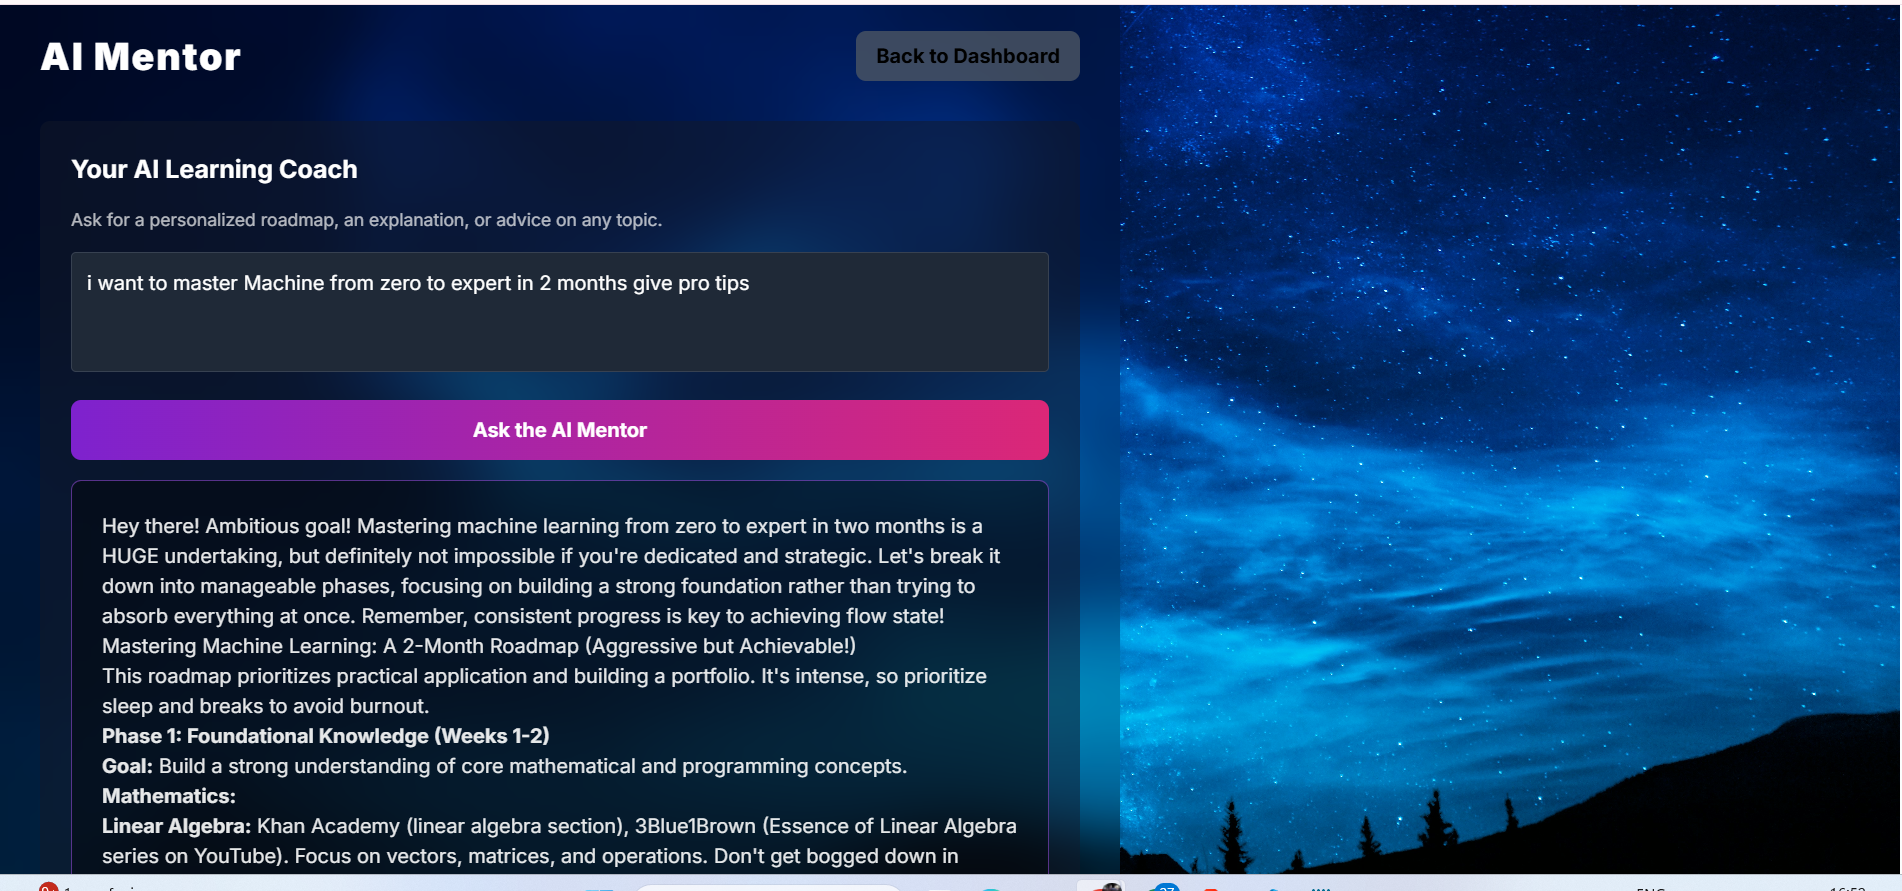 AI Mentor
Back to Dashboard
Your AI Learning Coach
Ask for a personalized roadmap, an explanation, or advice on any topic.
i want to master Machine from zero to expert in 2 months give pro tips
Ask the AI Mentor
Hey there! Ambitious goal! Mastering machine learning from zero to expert in two months is a
HUGE undertaking, but definitely not impossible if you're dedicated and strategic. Let's break it
down into manageable phases, focusing on building a strong foundation rather than trying to
absorb everything at once. Remember, consistent progress is key to achieving flow state!
Mastering Machine Learning: A 2-Month Roadmap (Aggressive but Achievable!)
This roadmap prioritizes practical application and building a portfolio. It's intense, so prioritize
sleep and breaks to avoid burnout.
Phase 1: Foundational Knowledge (Weeks 1-2)
Goal: Build a strong understanding of core mathematical and programming concepts.
Mathematics:
Linear Algebra: Khan Academy (linear algebra section), 3Blue1Brown (Essence of Linear Algebra
series on YouTube). Focus on vectors, matrices, and operations. Don't get bogged down in